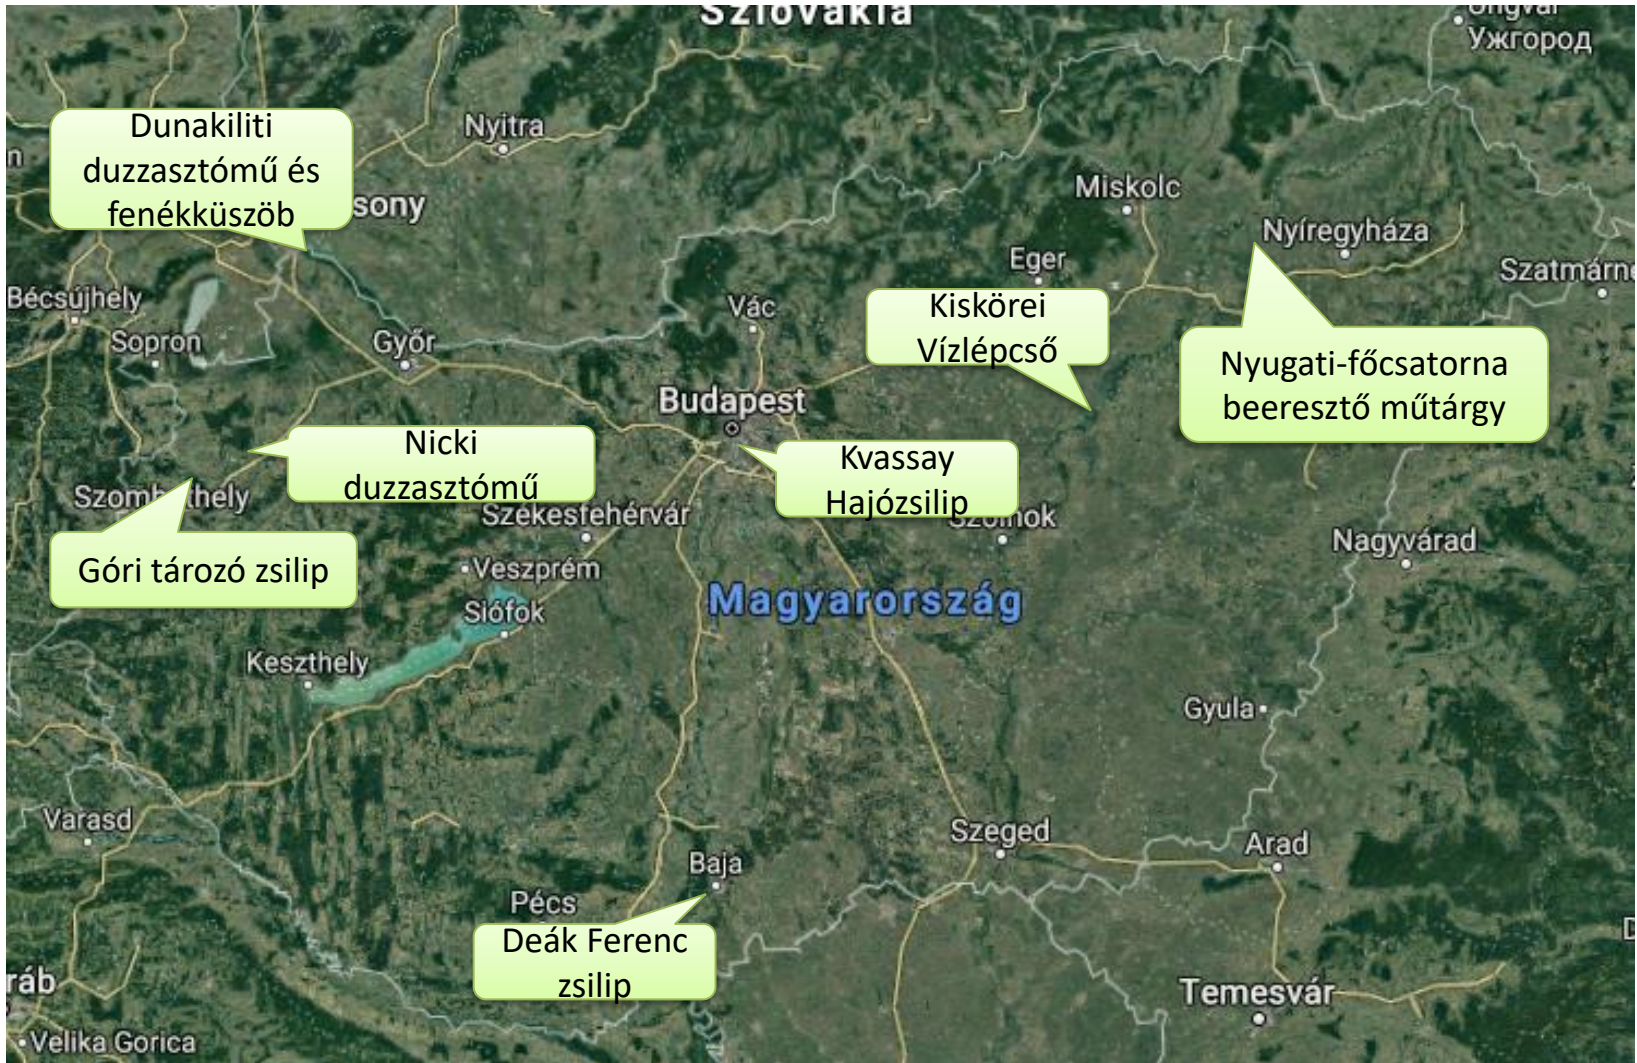 Szlovákia
Ungvár
Ужгород
Dunakiliti
duzzasztómű és
fenékküszöb
Nyitra
sony
Miskolc
Nyíregyháza
Eger
Szatmárne
Bécsújhely
Vác
Kiskörei
Vízlépcső
Sopron
Győr
Nyugati-főcsatorna
beeresztő műtárgy
Budapest
Nicki
duzzasztómű
Kvassay
Hajózsilip
Szombathely
Székesfehérvár
Szolnok
Nagyvárad
Góri tározó zsilip
Veszprém
Siófok
Magyarország
Keszthely
Gyula
Varasd
Szeged
Arad
Baja
Pécs
Deák Ferenc
zsilip
ráb
Temesvár
Velika Gorica